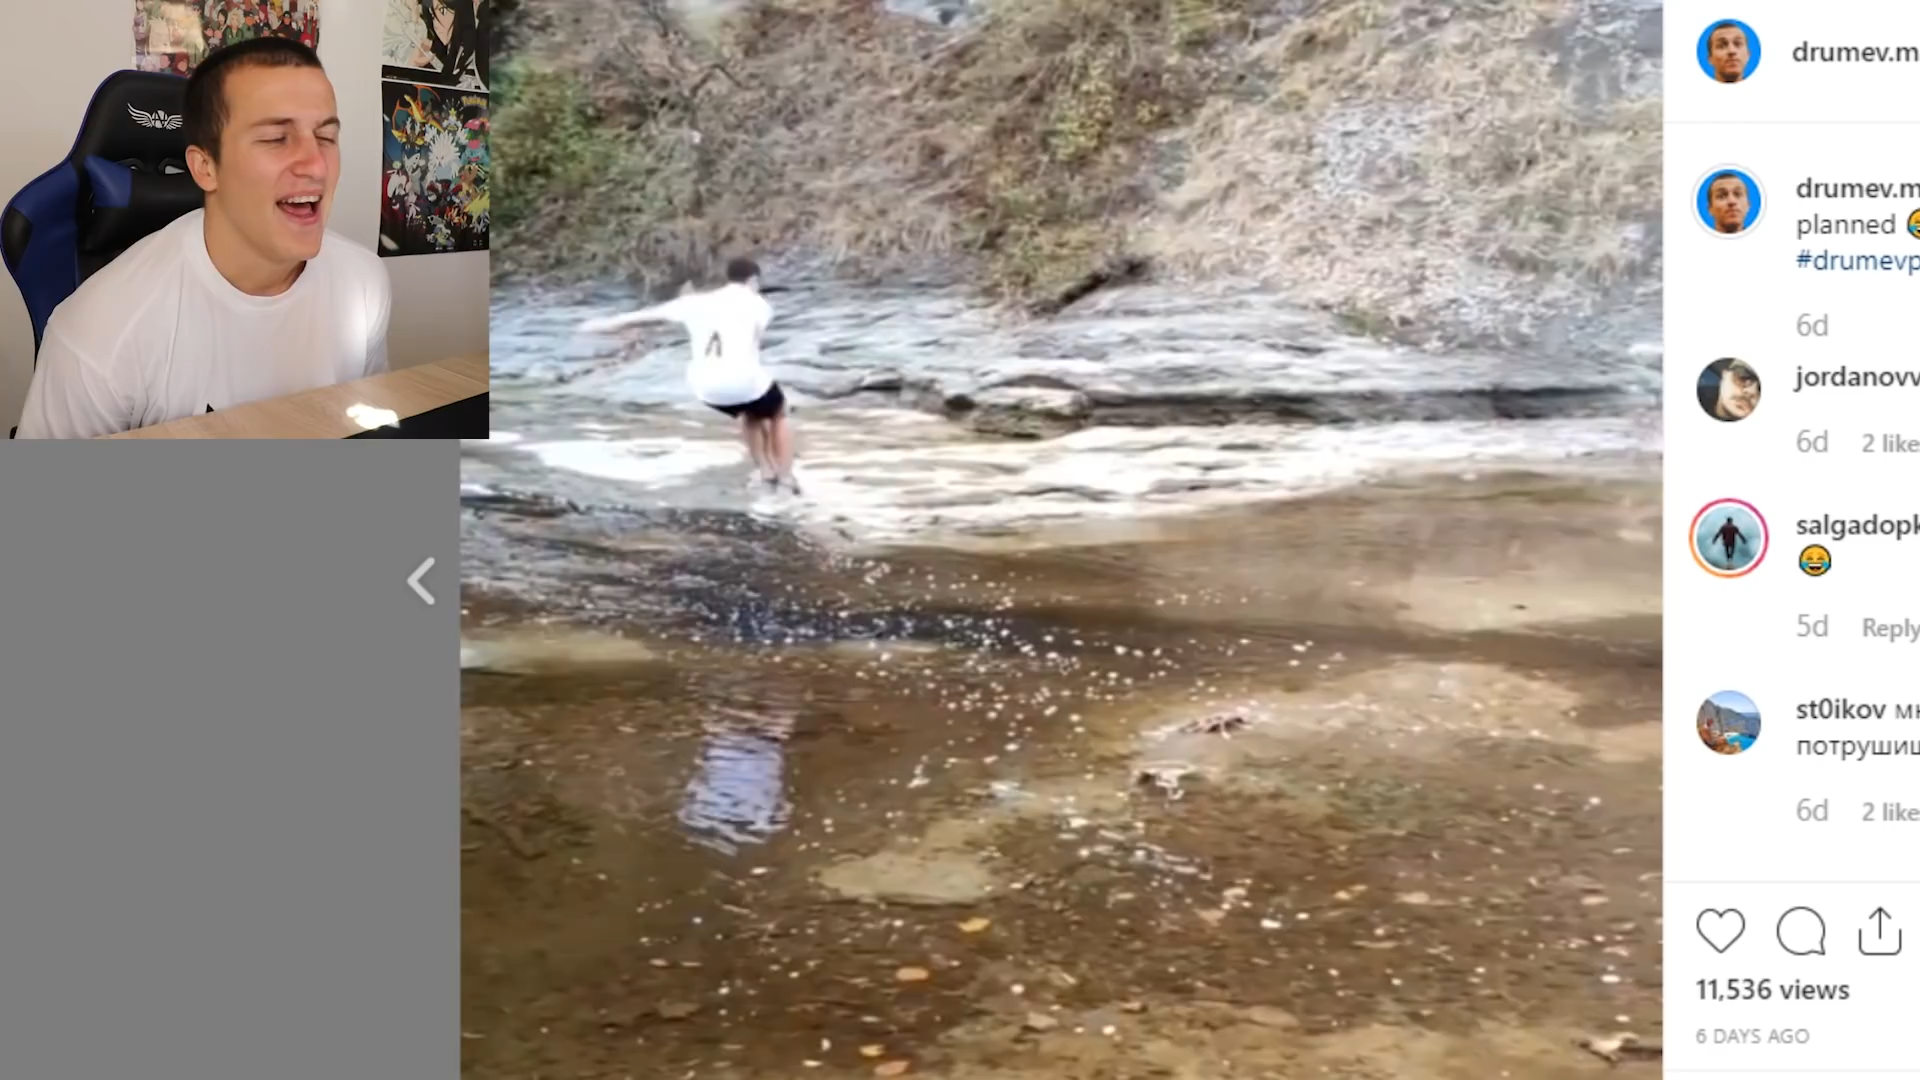 drumev.m
drumev.m
planned 😂
#drumevp
6d
jordanovv
6d 2 like
salgadopk
😂
5d Reply
st0ikov мн
потрушиш
6d 2 like
11,536 views
6 DAYS AGO